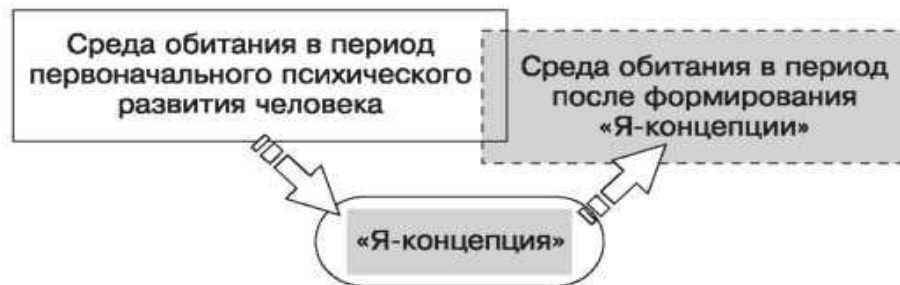 Среда обитания в период
первоначального психического
развития человека
Среда обитания в период
после формирования
«Я-концепции»
«Я-концепция»